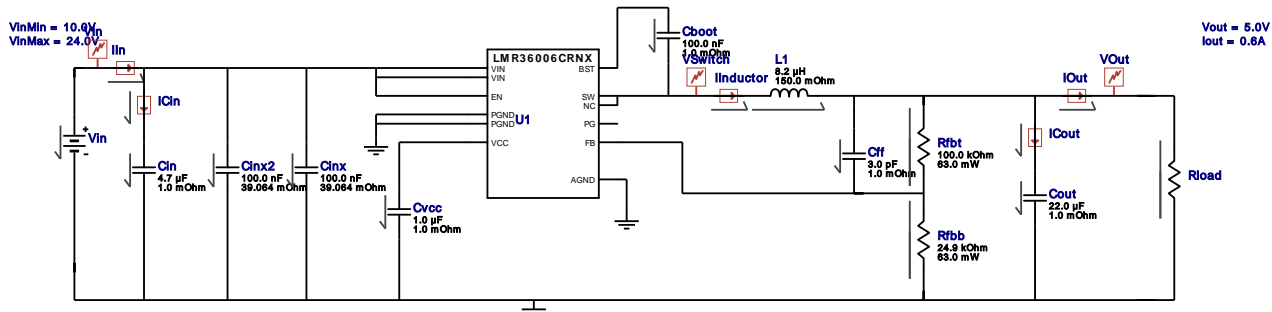 VinMin = 10.0V
VinMax = 24.0V
Vin
IIn
ICin
Vin
+
-
Cin
4.7 µF
1.0 mOhm
Cinx2
100.0 nF
39.064 mOhm
Cinx
100.0 nF
39.064 mOhm
Cvcc
1.0 µF
1.0 mOhm
LMR36006CRNX
VIN
VIN
EN
PGND
PGND
VCC
U1
BST
SW
NC
PG
FB
AGND
Cboot
100.0 nF
1.0 mOhm
VSwitch
IInductor
L1
8.2 µH
150.0 mOhm
Cff
3.0 pF
1.0 mOhm
Rfbt
100.0 kOhm
63.0 mW
Rfbb
24.9 kOhm
63.0 mW
IOut
VOut
ICout
Cout
22.0 µF
1.0 mOhm
Rload
Vout = 5.0V
Iout = 0.6A